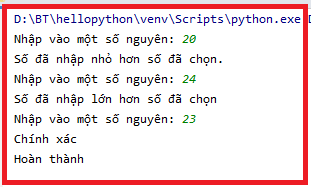 D:\BT\hellopython\venv\Scripts\python.exe D
Nhập vào một số nguyên: 20
Số đã nhập nhỏ hơn số đã chọn.
Nhập vào một số nguyên: 24
Số đã nhập lớn hơn số đã chọn
Nhập vào một số nguyên: 23
Chính xác
Hoàn thành